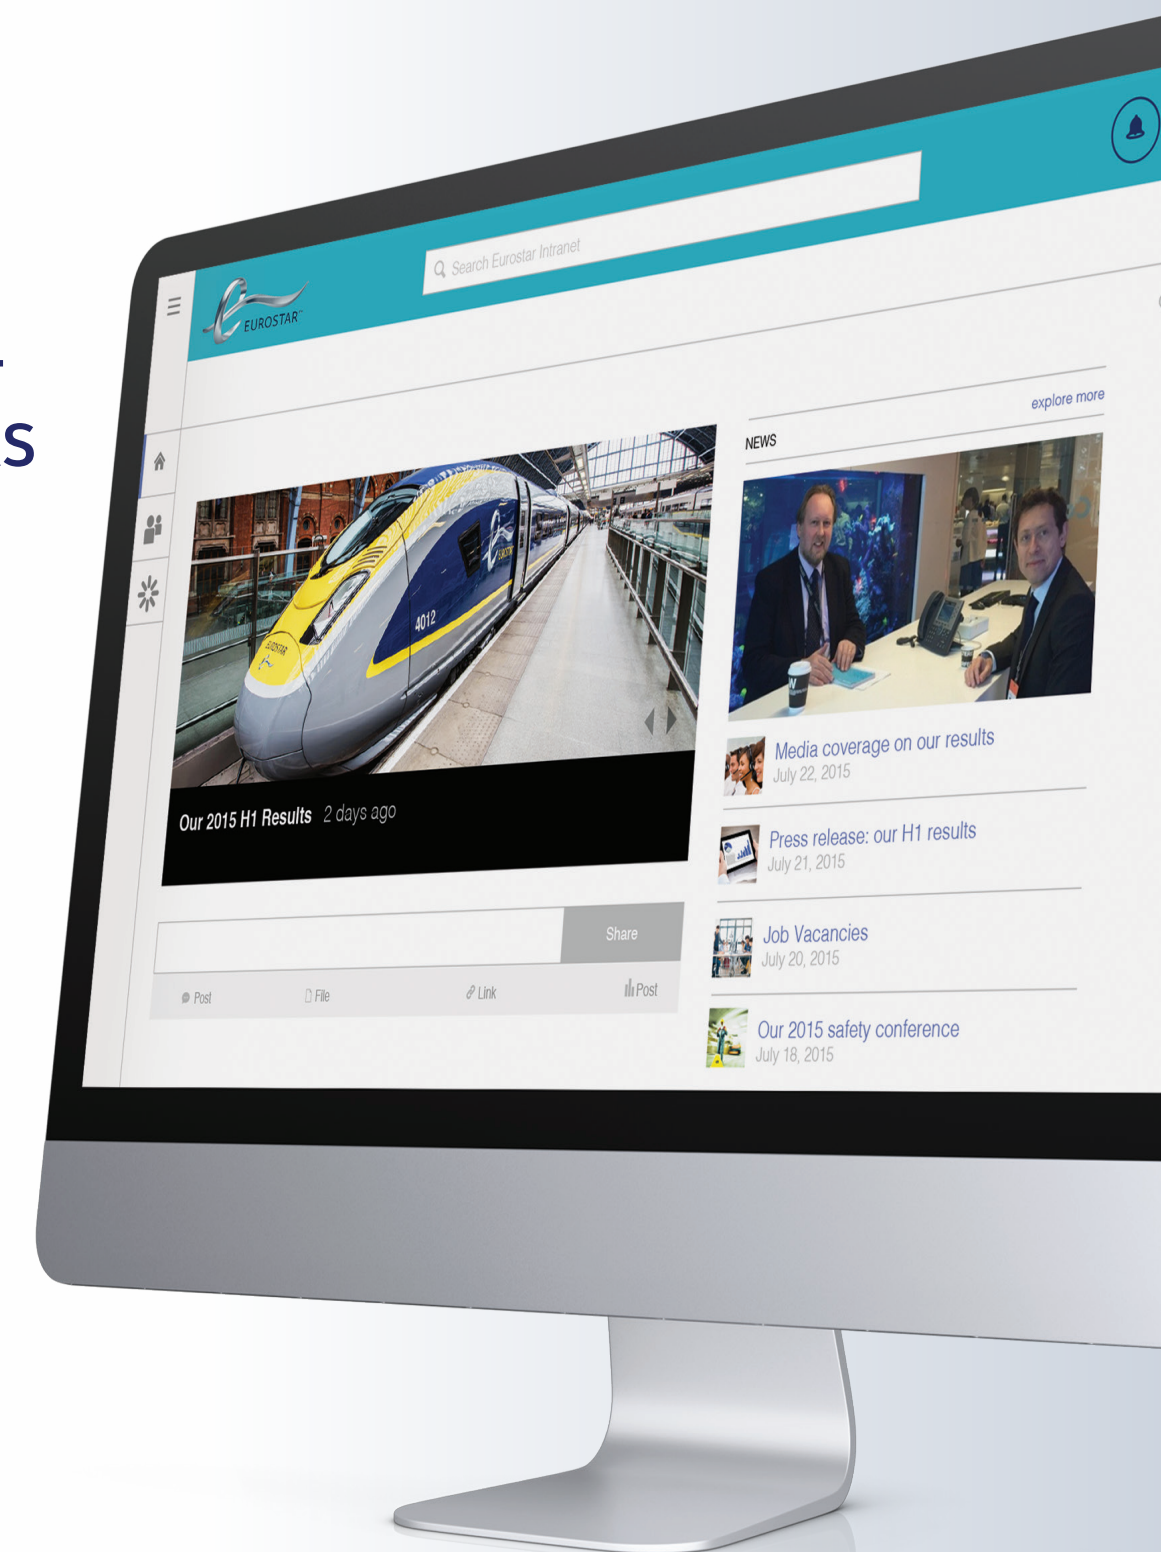 s
Search Eurostar Intranet
EUROSTAR
explore more
NEWS
EUROSTAR
4012
Our 2015 H1 Results 2 days ago
Media coverage on our results
July 22, 2015
Press release: our H1 results
July 21, 2015
Job Vacancies
July 20, 2015
Our 2015 safety conference
July 18, 2015
Share
Post
File
Link
Post